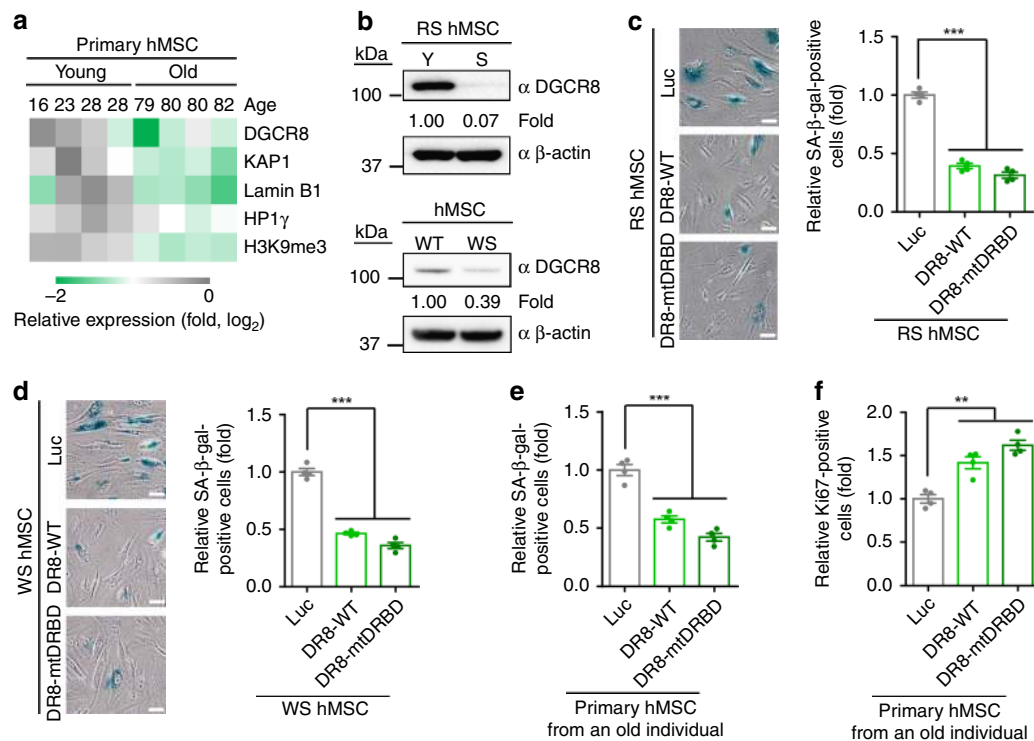 a
Primary hMSC
Young Old
16 23 28 28 79 80 80 82 Age
DGCR8
KAP1
Lamin B1
HP1γ
H3K9me3
−2 0
Relative expression (fold, log₂)
b
RS hMSC
kDa Y S
100 α DGCR8
1.00 0.07 Fold
37 α β-actin
hMSC
kDa WT WS
100 α DGCR8
1.00 0.39 Fold
37 α β-actin
c
RS hMSC
Luc
DR8-WT
DR8-mtDRBD
Relative SA-β-gal-positive
cells (fold)
1.5
1.0
0.5
0.0
***
Luc
DR8-WT
DR8-mtDRBD
RS hMSC
d
WS hMSC
Luc
DR8-WT
DR8-mtDRBD
Relative SA-β-gal-
positive cells (fold)
1.5
1.0
0.5
0.0
***
Luc
DR8-WT
DR8-mtDRBD
WS hMSC
e
Relative SA-β-gal-
positive cells (fold)
1.5
1.0
0.5
0.0
***
Luc
DR8-WT
DR8-mtDRBD
Primary hMSC
from an old individual
f
Relative Ki67-positive
cells (fold)
2.0
1.5
1.0
0.5
0.0
**
Luc
DR8-WT
DR8-mtDRBD
Primary hMSC
from an old individual